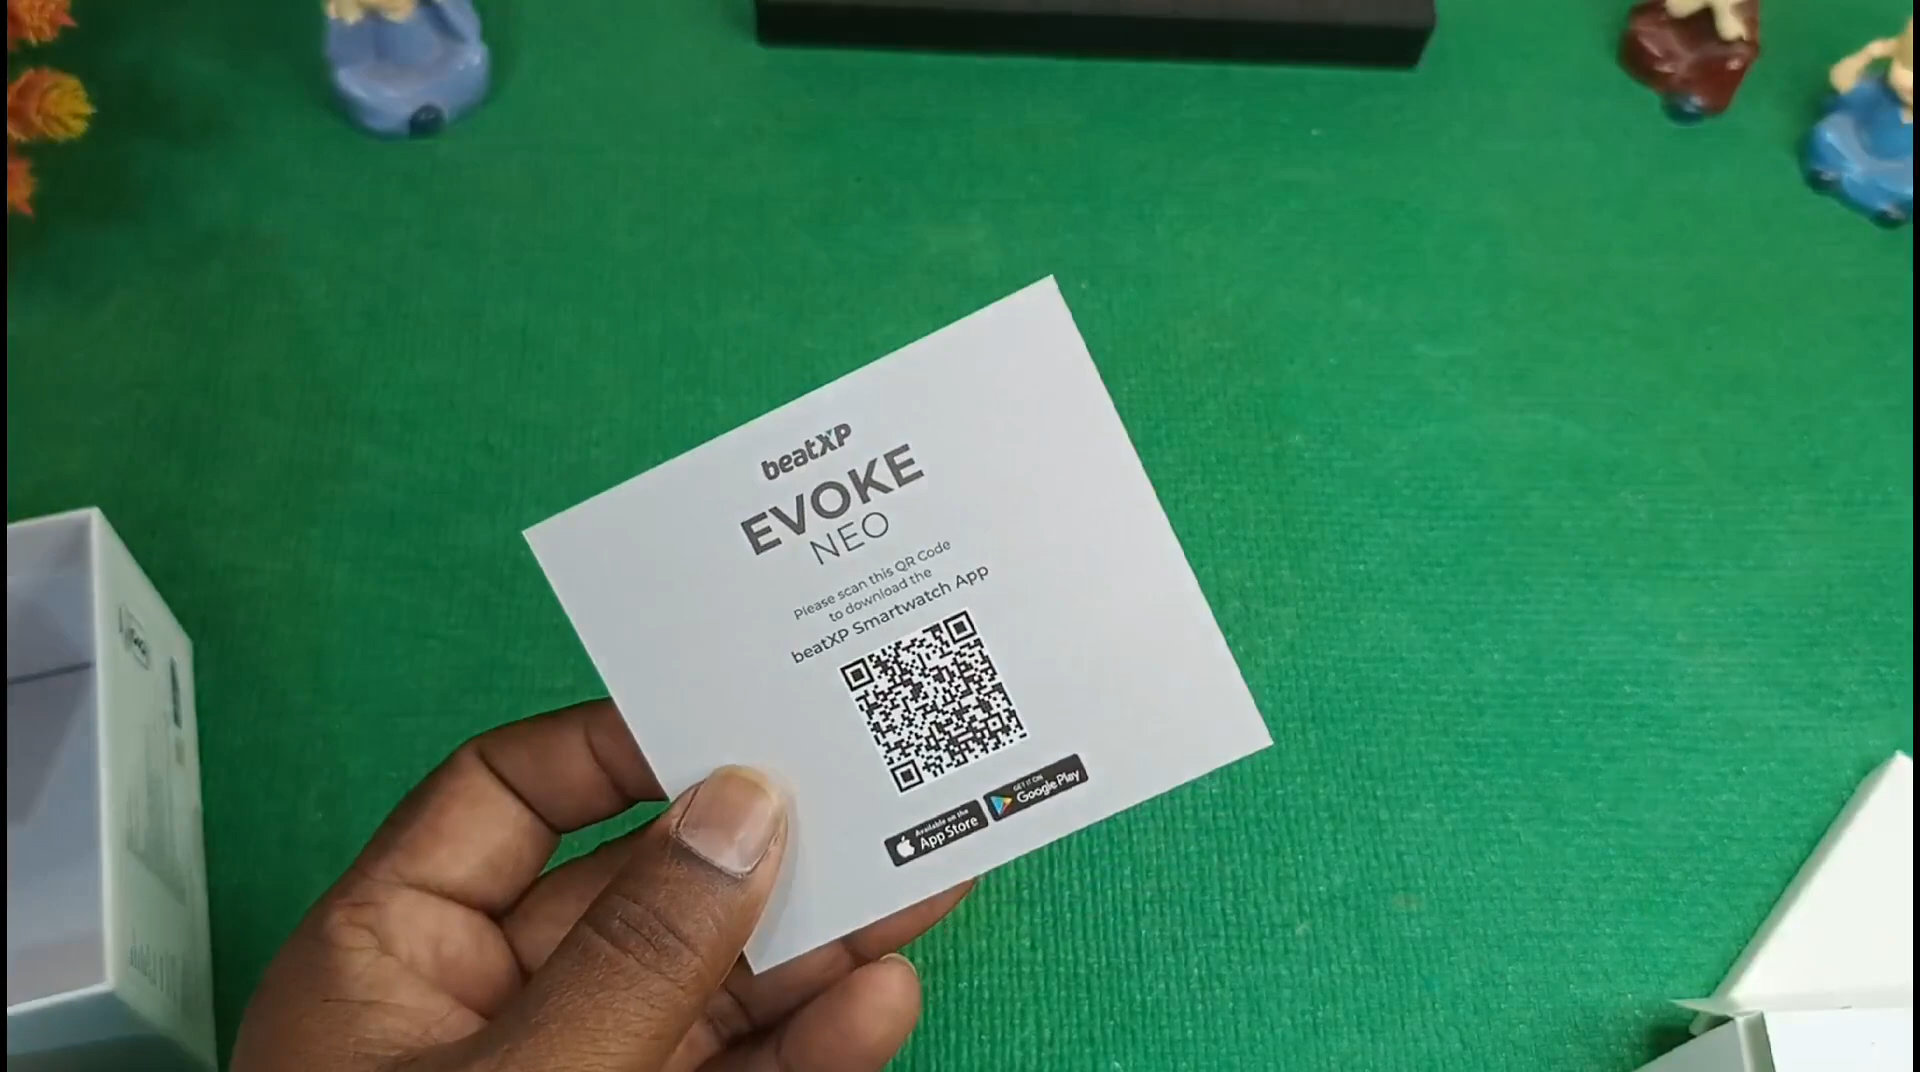 beatXP
EVOKE
NEO
Please scan this QR Code
to download the
beatXP Smartwatch App
Available on the
App Store
GET IT ON
Google Play